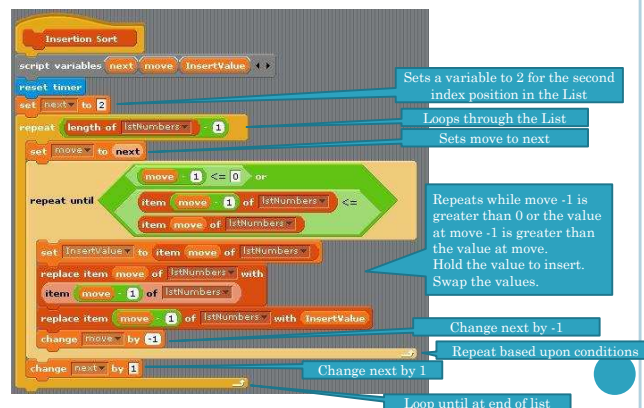 Insertion Sort
script variables next move InsertValue
reset timer
set next to 2
repeat length of lstNumbers - 1
set move to next
move - 1 <= 0 or
repeat until item move - 1 of lstNumbers <=
item move of lstNumbers
set InsertValue to item move of lstNumbers
replace item move of lstNumbers with
item move - 1 of lstNumbers
replace item move - 1 of lstNumbers with InsertValue
change move by -1
change next by 1
Sets a variable to 2 for the second
index position in the List
Loops through the List
Sets move to next
Repeats while move -1 is
greater than 0 or the value
at move -1 is greater than
the value at move.
Hold the value to insert.
Swap the values.
Change next by -1
Repeat based upon conditions
Change next by 1
Loop until at end of list